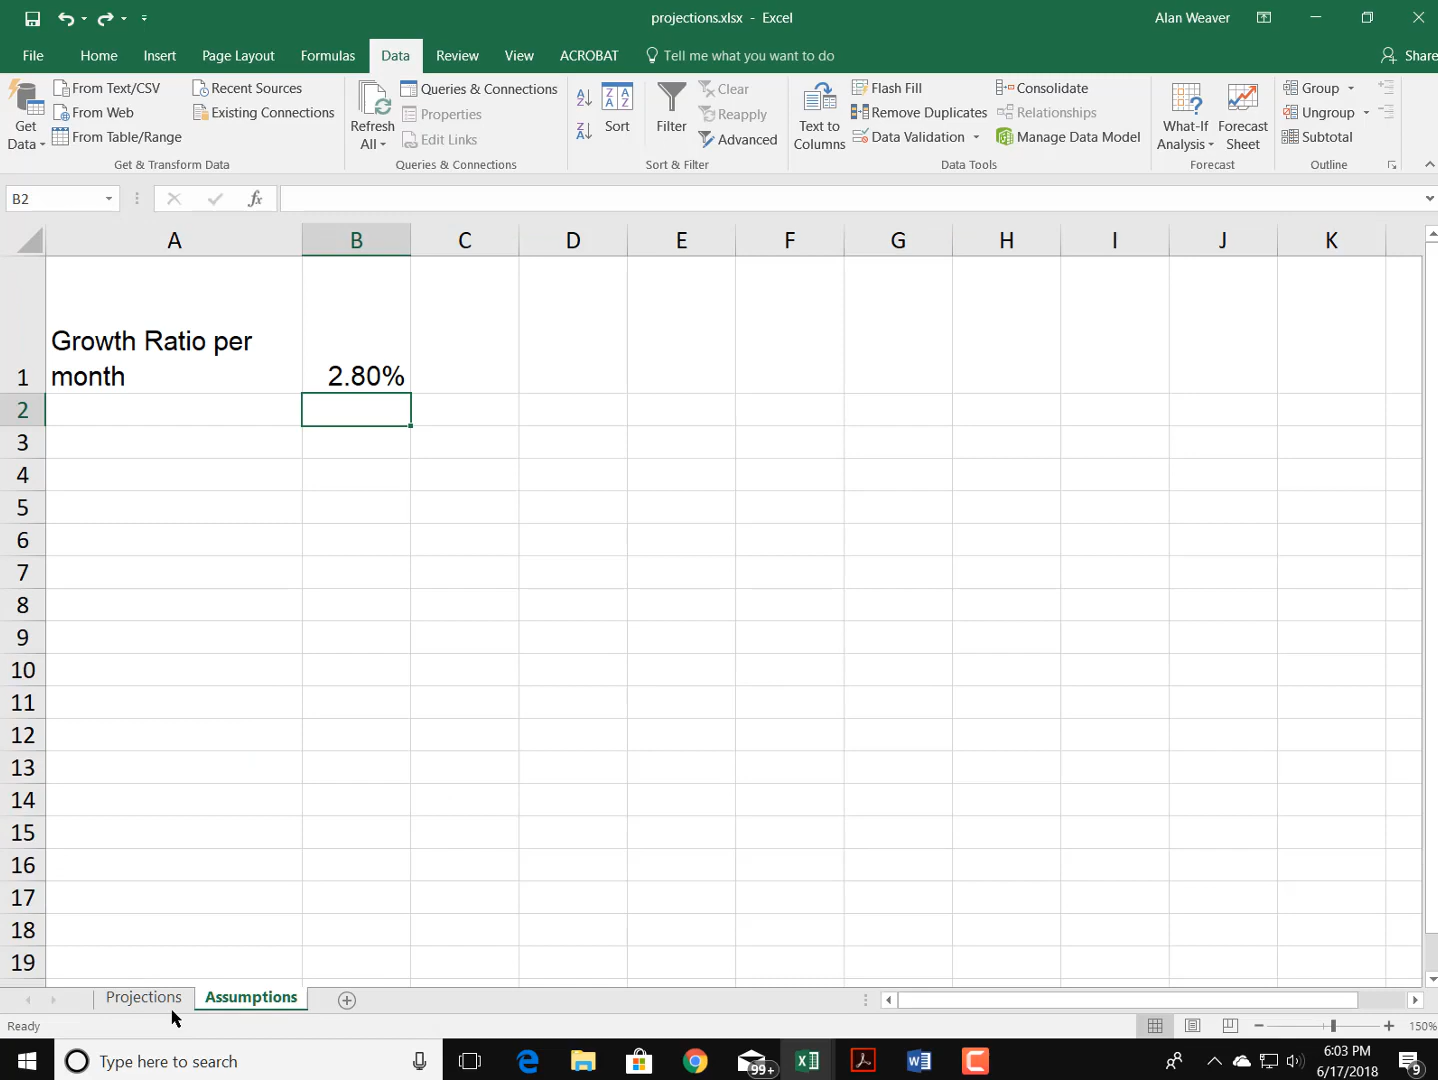 projections.xlsx - Excel
Alan Weaver
File Home Insert Page Layout Formulas Data Review View ACROBAT Tell me what you want to do Share
From Text/CSV
From Web
From Table/Range
Recent Sources
Existing Connections
Get
Data
Get & Transform Data
Refresh
All
Queries & Connections
Properties
Edit Links
Queries & Connections
Sort
Filter
Clear
Reapply
Advanced
Sort & Filter
Text to
Columns
Flash Fill
Remove Duplicates
Data Validation
Consolidate
Relationships
Manage Data Model
Data Tools
What-If
Analysis
Forecast
Sheet
Forecast
Group
Ungroup
Subtotal
Outline
B2
fx
A B C D E F G H I J K
Growth Ratio per
1 month 2.80%
2
3
4
5
6
7
8
9
10
11
12
13
14
15
16
17
18
19
Projections Assumptions
Ready
150%
Type here to search
99+
6:03 PM
6/17/2018
9